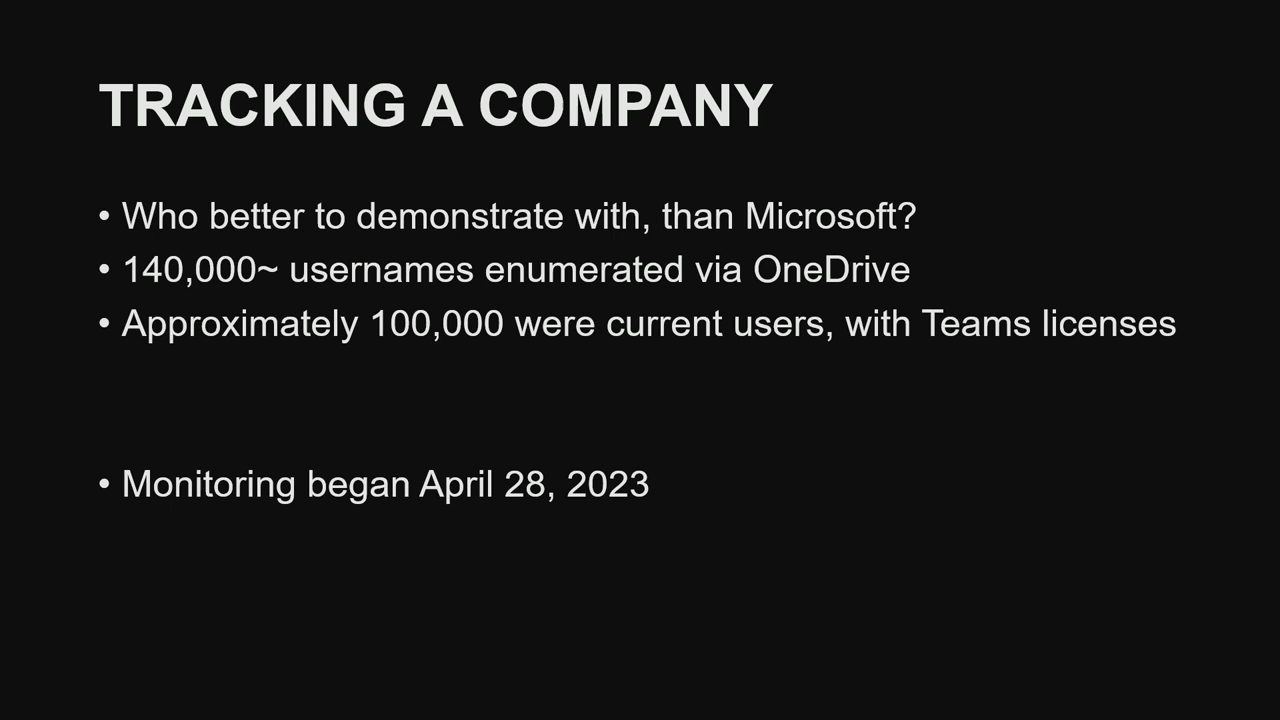 TRACKING A COMPANY
• Who better to demonstrate with, than Microsoft?
• 140,000~ usernames enumerated via OneDrive
• Approximately 100,000 were current users, with Teams licenses
• Monitoring began April 28, 2023